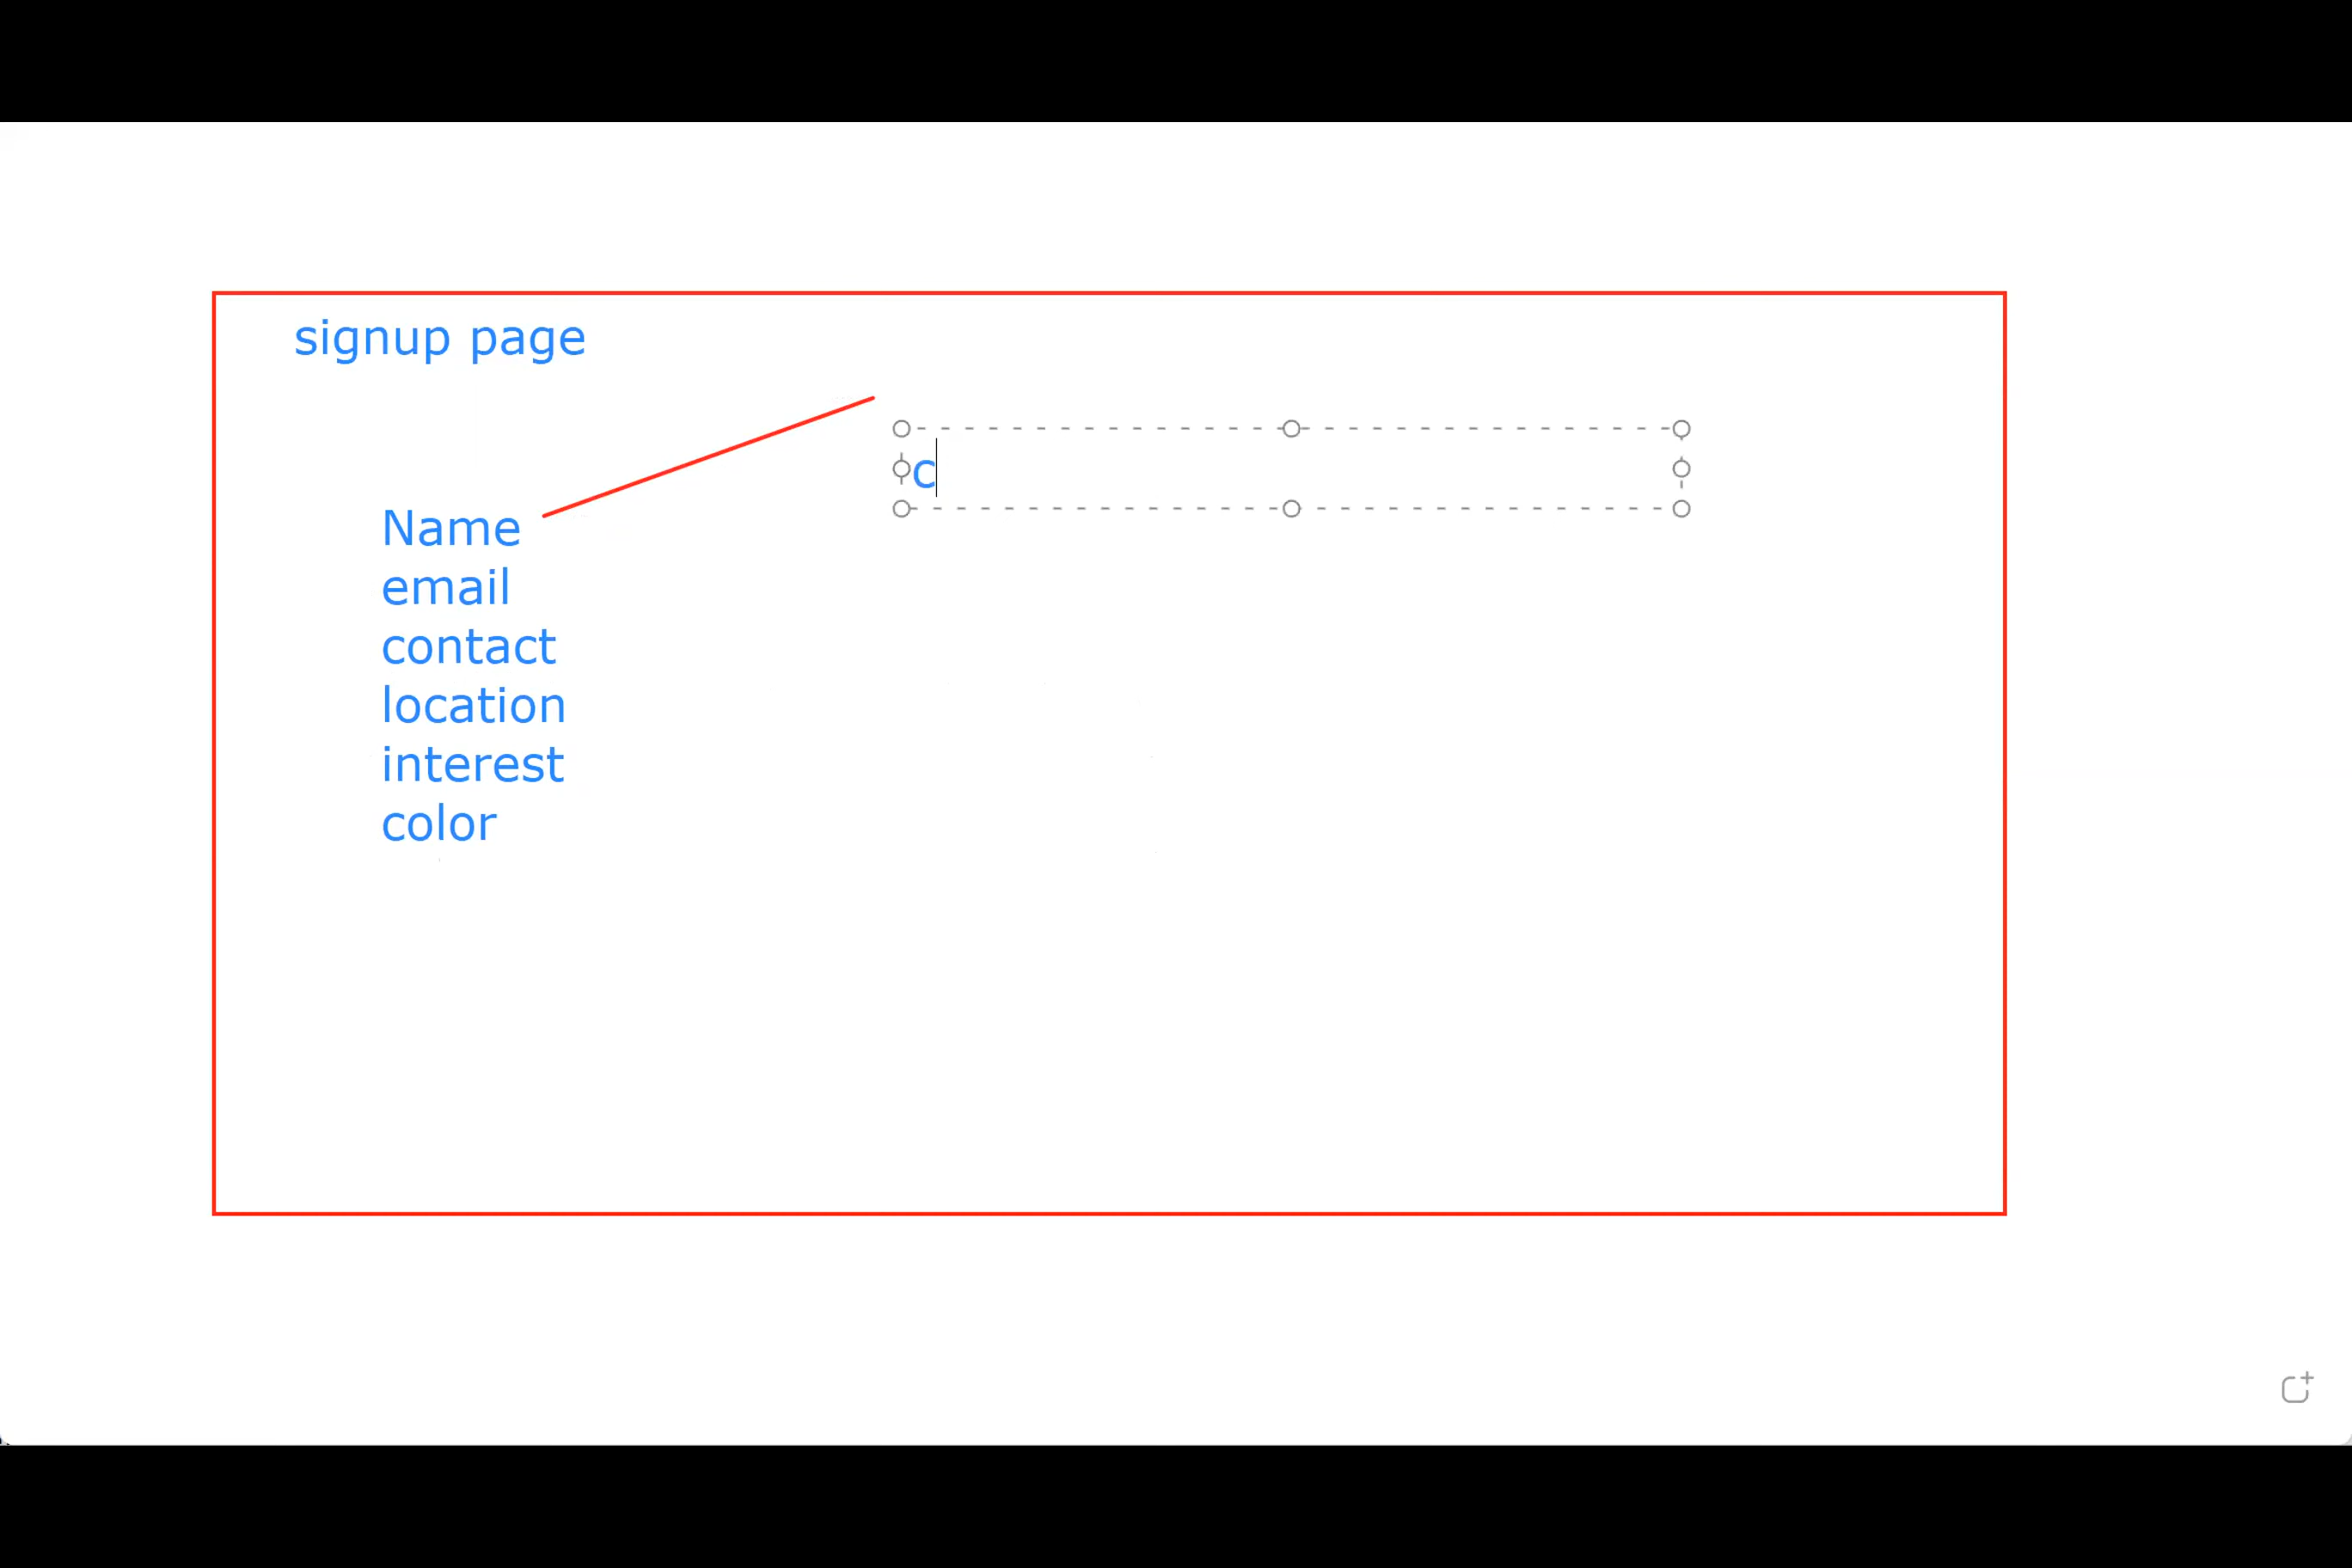 signup page
c
Name
email
contact
location
interest
color